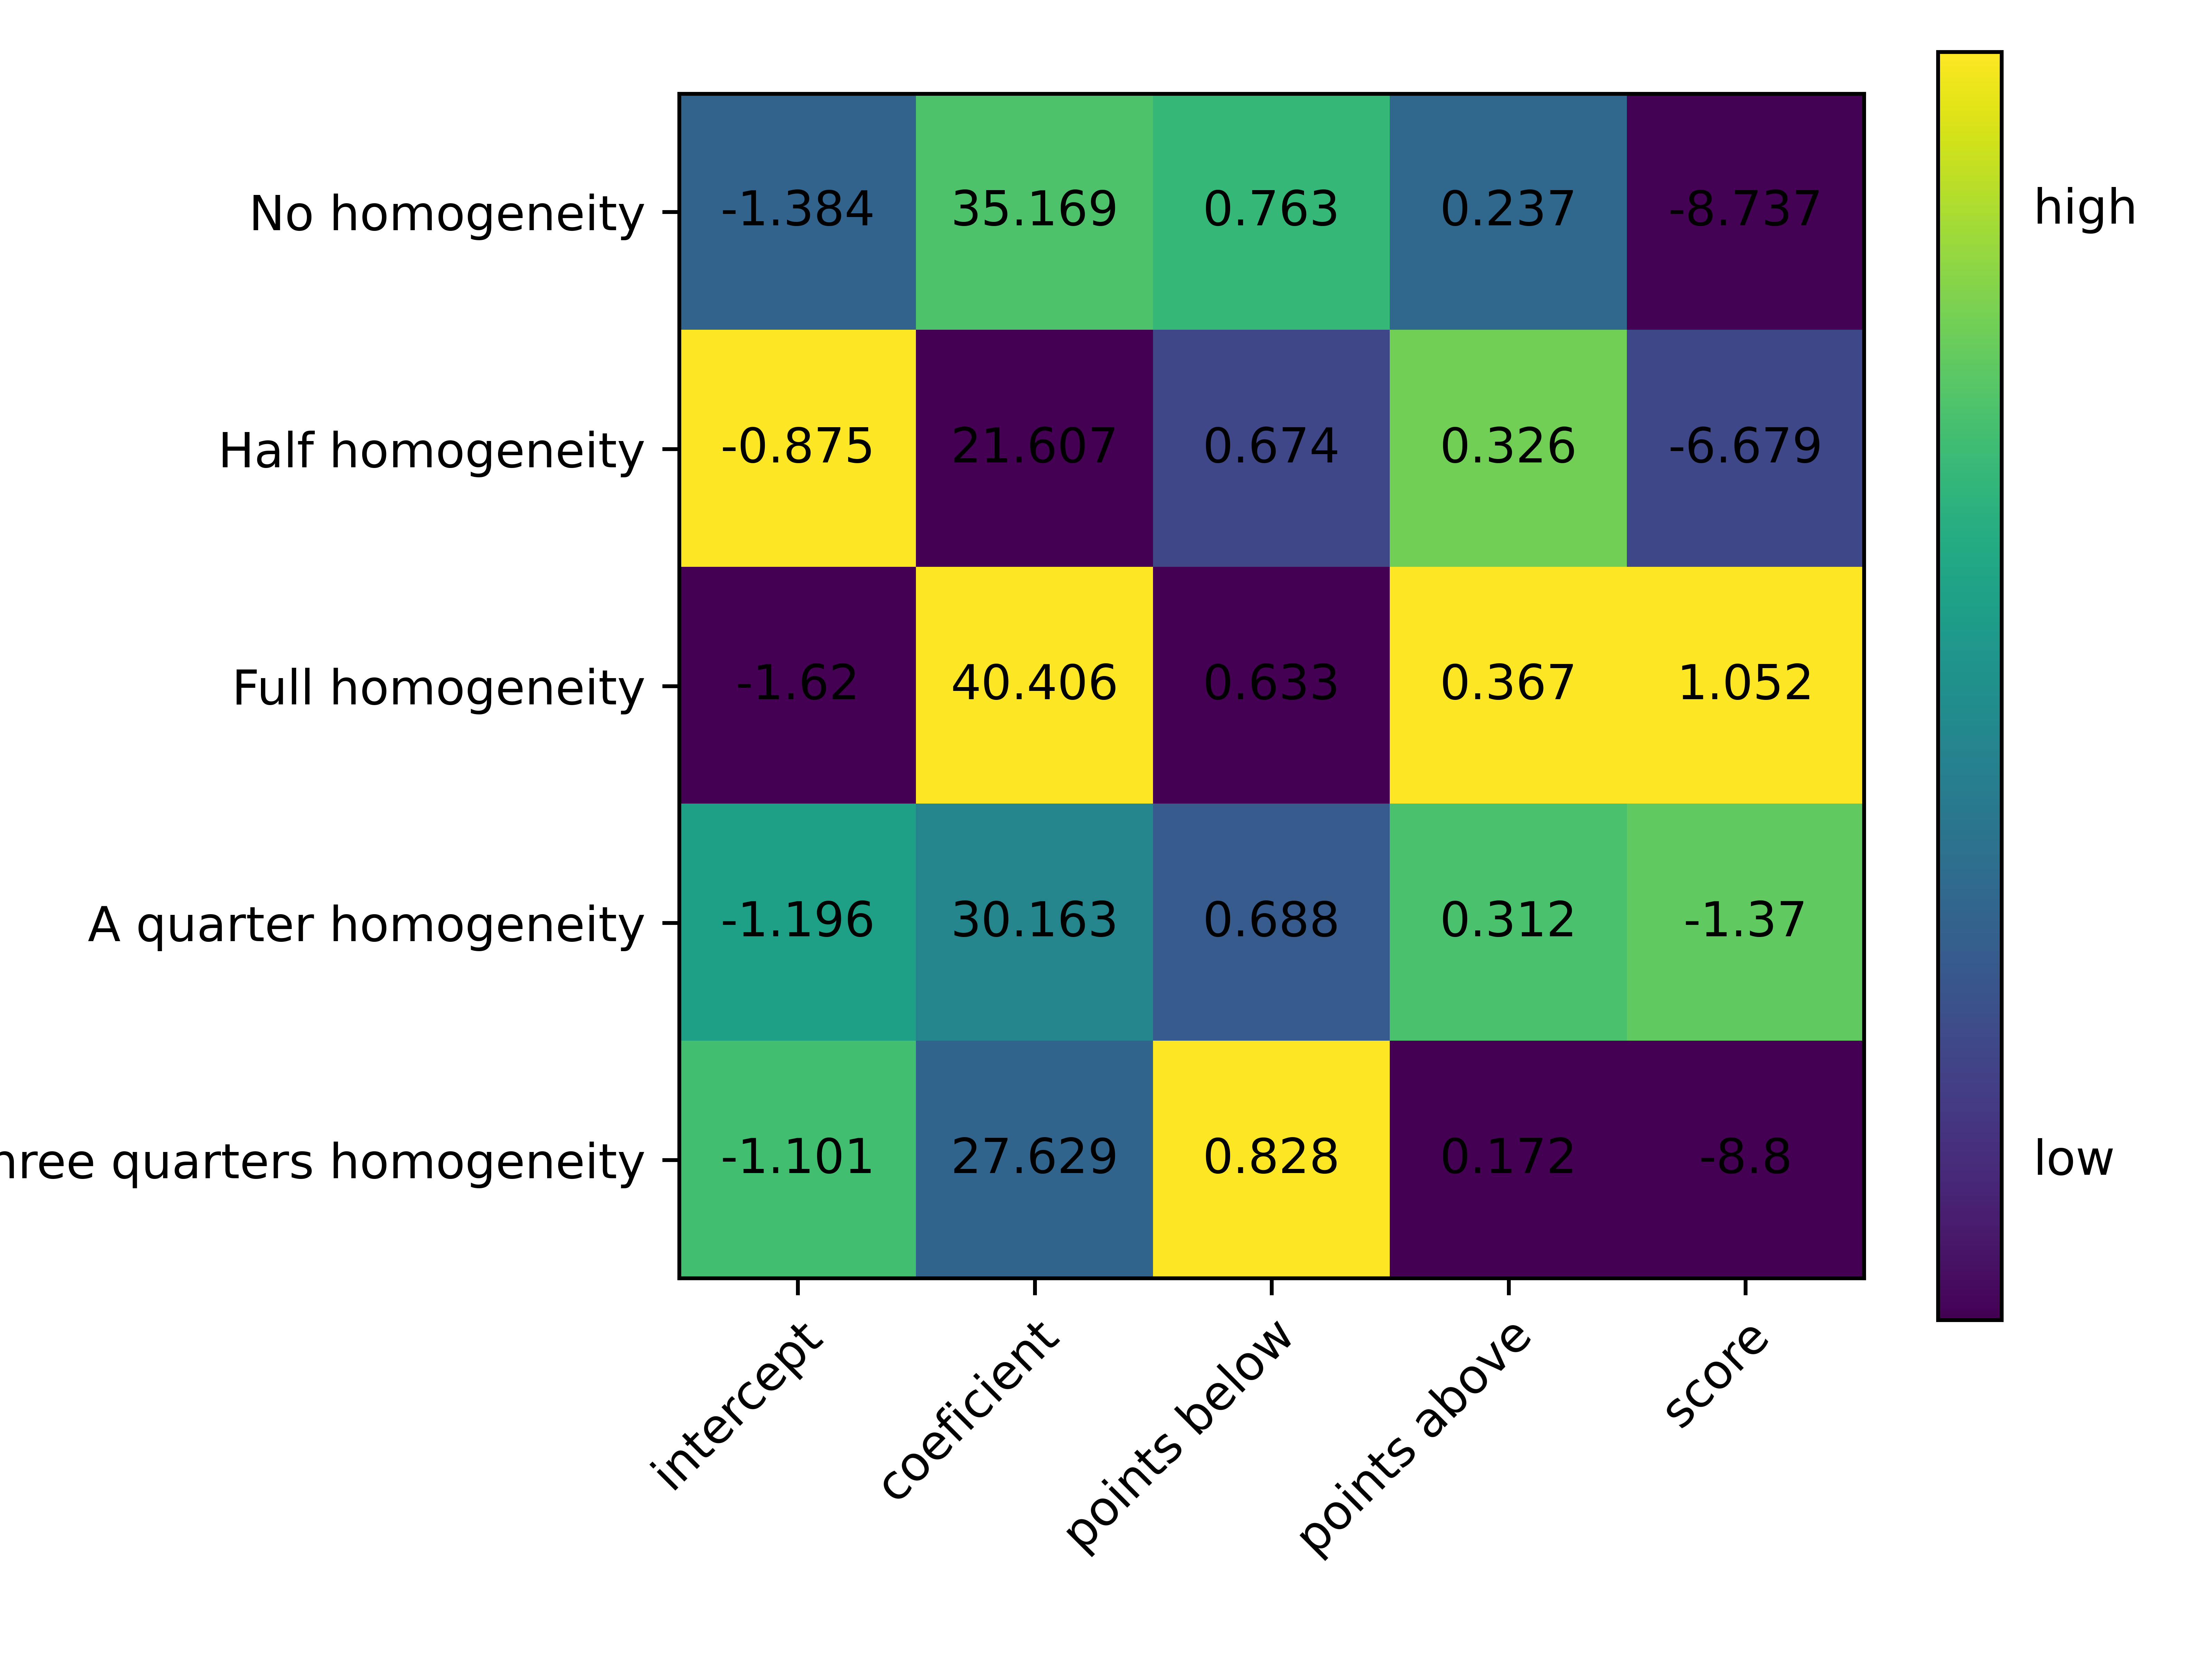 No homogeneity -1.384 35.169 0.763 0.237 -8.737
high
Half homogeneity -0.875 21.607 0.674 0.326 -6.679
Full homogeneity -1.62 40.406 0.633 0.367 1.052
A quarter homogeneity -1.196 30.163 0.688 0.312 -1.37
hree quarters homogeneity -1.101 27.629 0.828 0.172 -8.8
low
intercept
coeficient
points below
points above
score